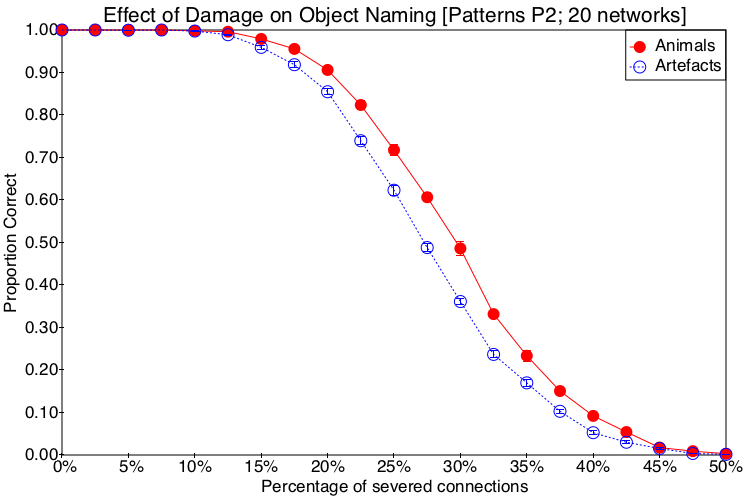 Effect of Damage on Object Naming [Patterns P2; 20 networks]
Animals
Artefacts
Proportion Correct
1.00
0.90
0.80
0.70
0.60
0.50
0.40
0.30
0.20
0.10
0.00
0% 5% 10% 15% 20% 25% 30% 35% 40% 45% 50%
Percentage of severed connections